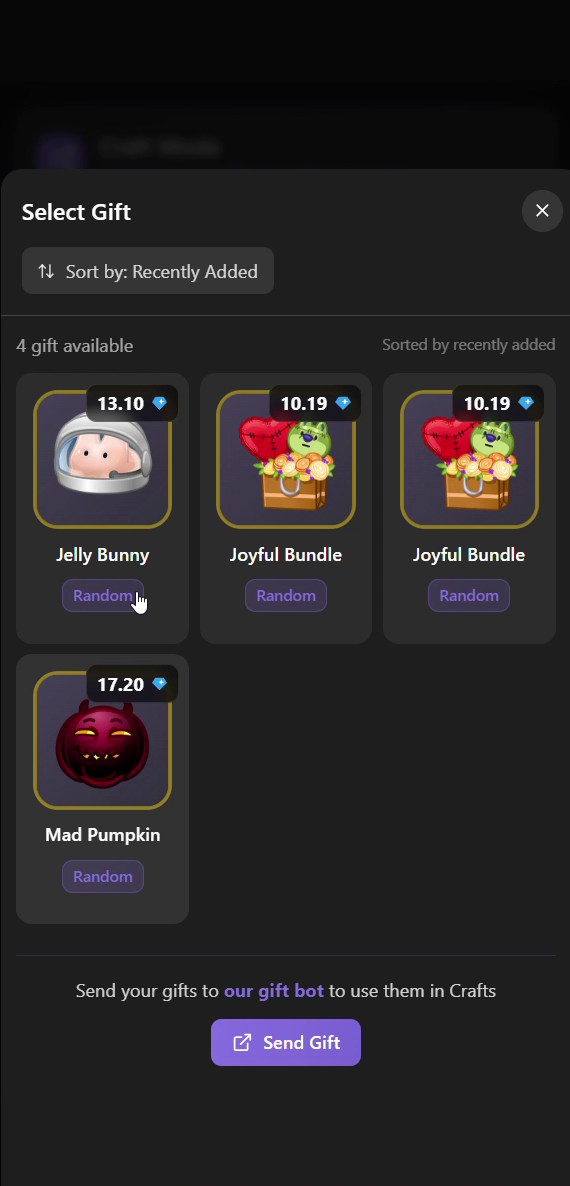 Craft Mode
Select Gift
Sort by: Recently Added
4 gift available
Sorted by recently added
13.10
10.19
10.19
Jelly Bunny
Joyful Bundle
Joyful Bundle
Random
Random
Random
17.20
Mad Pumpkin
Random
Send your gifts to our gift bot to use them in Crafts
Send Gift